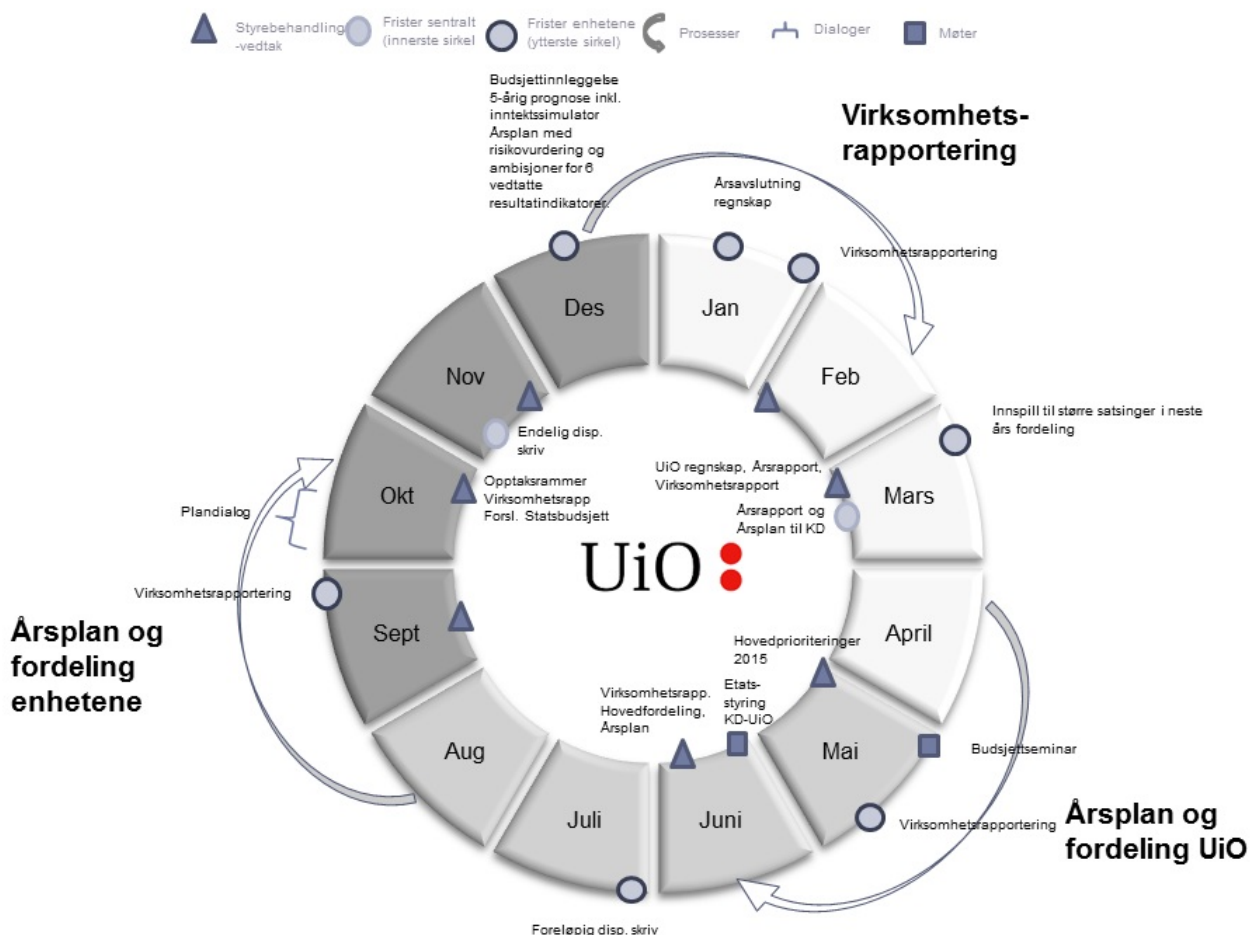 Styrebehandling
-vedtak
Frister sentralt
(innerste sirkel)
Frister enhetene
(ytterste sirkel)
Prosesser
Dialoger
Møter
Budsjettinnleggelse
5-årig prognose inkl.
inntektssimulator
Årsplan med
risikovurdering og
ambisjoner for 6
vedtatte
resultatindikatorer.
Virksomhets-
rapportering
Årsavslutning
regnskap
Virksomhetsrapportering
Des
Jan
Nov
Feb
Innspill til større satsinger i neste
års fordeling
Endelig disp.
skriv
UiO regnskap, Årsrapport,
Virksomhetsrapport
Opptaksrammer
Virksomhetsrapp
Forsl. Statsbudsjett
Okt
Mars
Årsrapport og
Årsplan til KD
Plandialog
UiO
Virksomhetsrapportering
Årsplan og
fordeling
enhetene
Sept
April
Hovedprioriteringer
2015
Etats-
styring
KD-UiO
Virksomhetsrapp.
Hovedfordeling,
Årsplan
Aug
Mai
Budsjettseminar
Juli
Juni
Virksomhetsrapportering
Årsplan og
fordeling UiO
Foreløpig disp. skriv